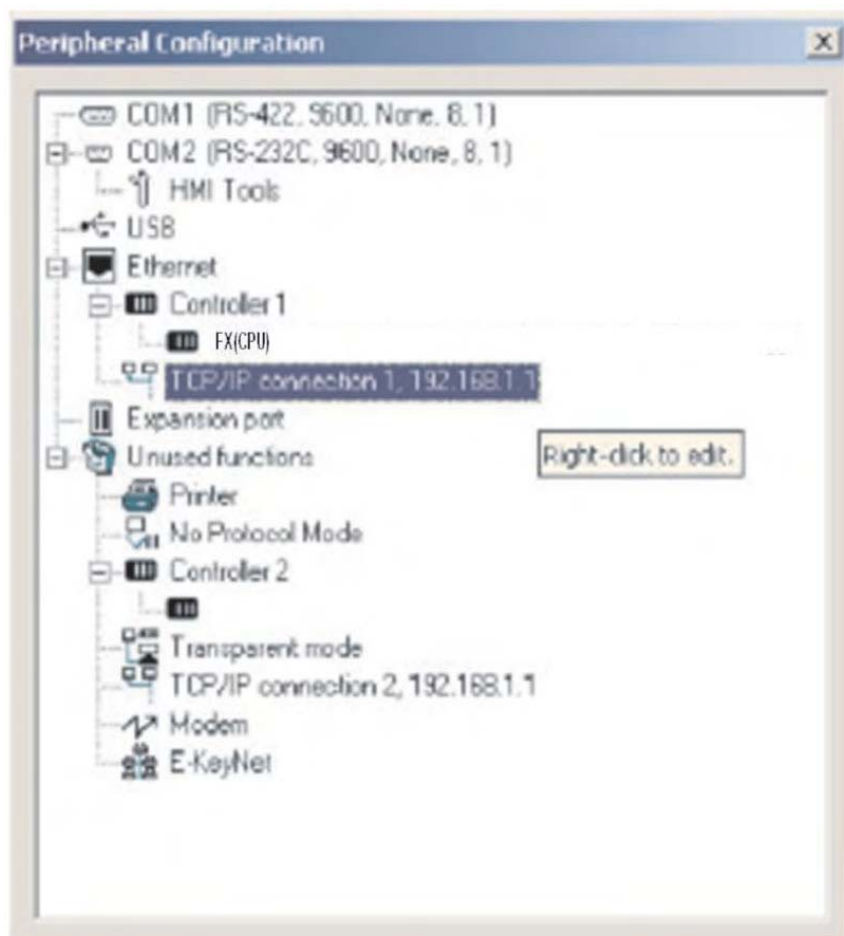 Peripheral Configuration
COM1 (RS-422, 9600, None, 8, 1)
COM2 (RS-232C, 9600, None, 8, 1)
HMI Tools
USB
Ethernet
Controller 1
FX(CPU)
TCP/IP connection 1, 192.168.1.1
Expansion port
Unused functions
Right-click to edit.
Printer
No Protocol Mode
Controller 2
Transparent mode
TCP/IP connection 2, 192.168.1.1
Modem
E-KeyNet